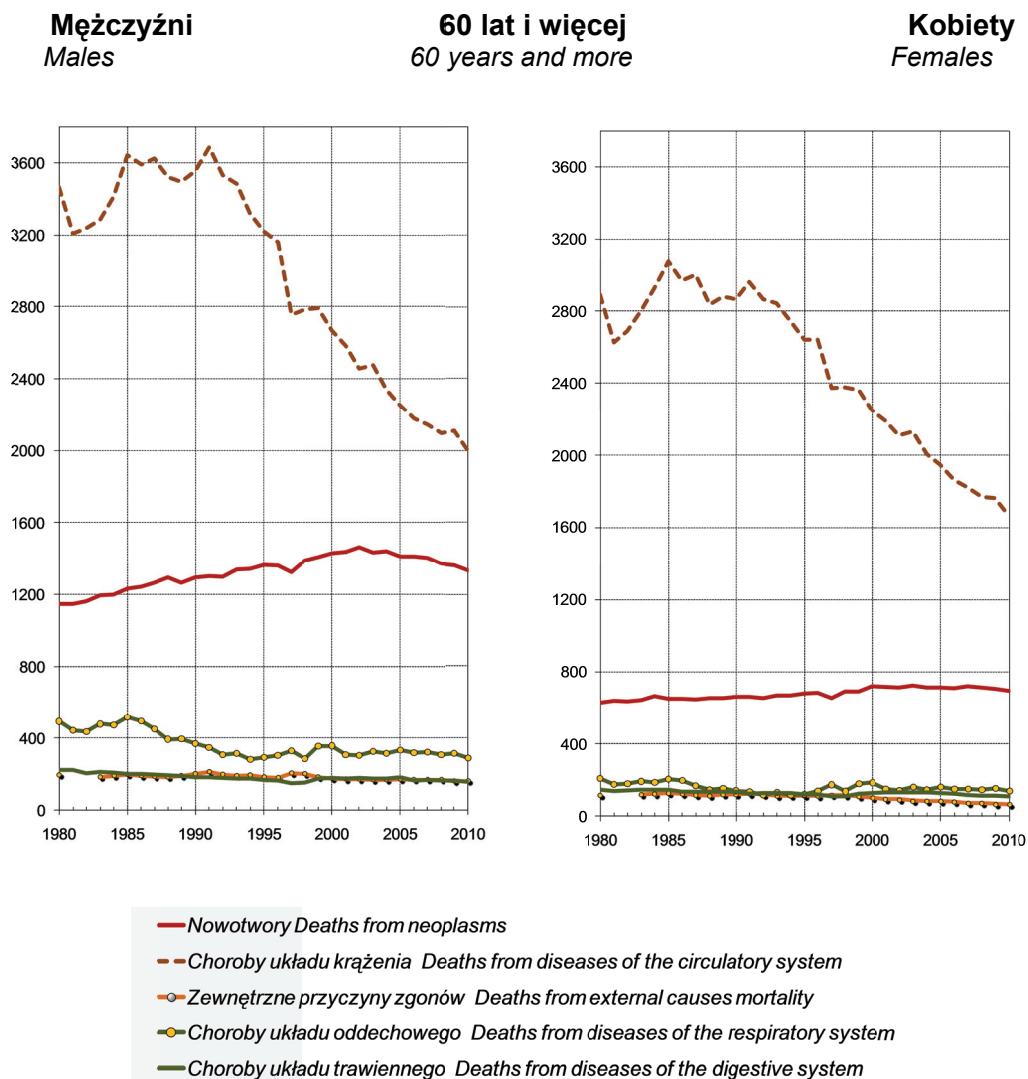 Mężczyźni 60 lat i więcej Kobiety
Males 60 years and more Females
3600
3200
2800
2400
2000
1600
1200
800
400
0
1980 1985 1990 1995 2000 2005 2010
3600
3200
2800
2400
2000
1600
1200
800
400
0
1980 1985 1990 1995 2000 2005 2010
Nowotwory Deaths from neoplasms
Choroby układu krążenia Deaths from diseases of the circulatory system
Zewnętrzne przyczyny zgonów Deaths from external causes mortality
Choroby układu oddechowego Deaths from diseases of the respiratory system
Choroby układu trawiennego Deaths from diseases of the digestive system